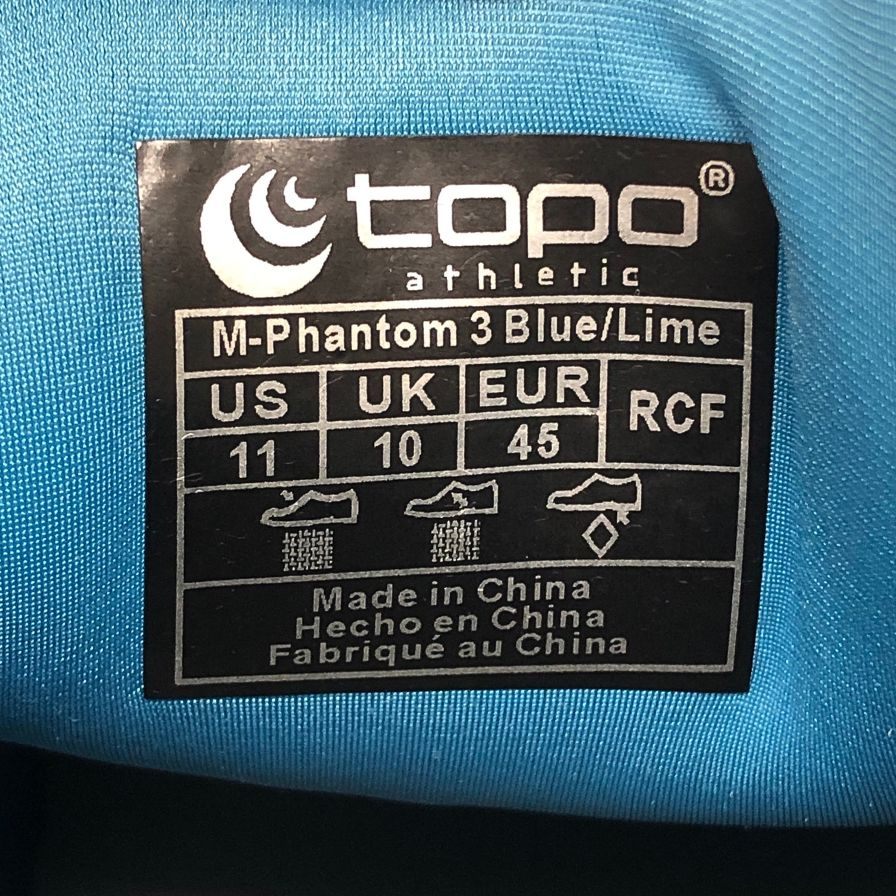 topo®
athletic
M-Phantom 3 Blue/Lime
US UK EUR RCF
11 10 45
Made in China
Hecho en China
Fabriqué au China